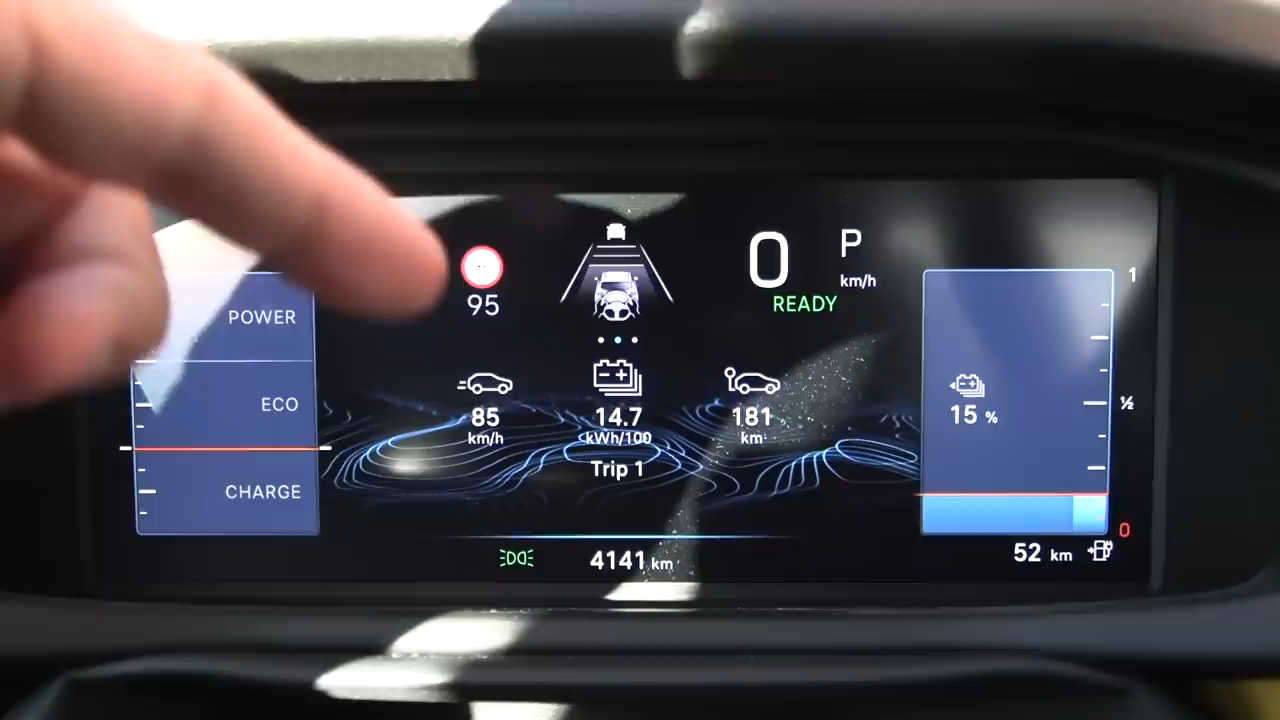 POWER
ECO
CHARGE
95
0 P
km/h
READY
85
km/h
14.7
kWh/100
181
km
Trip 1
4141 km
1
½
0
15 %
52 km